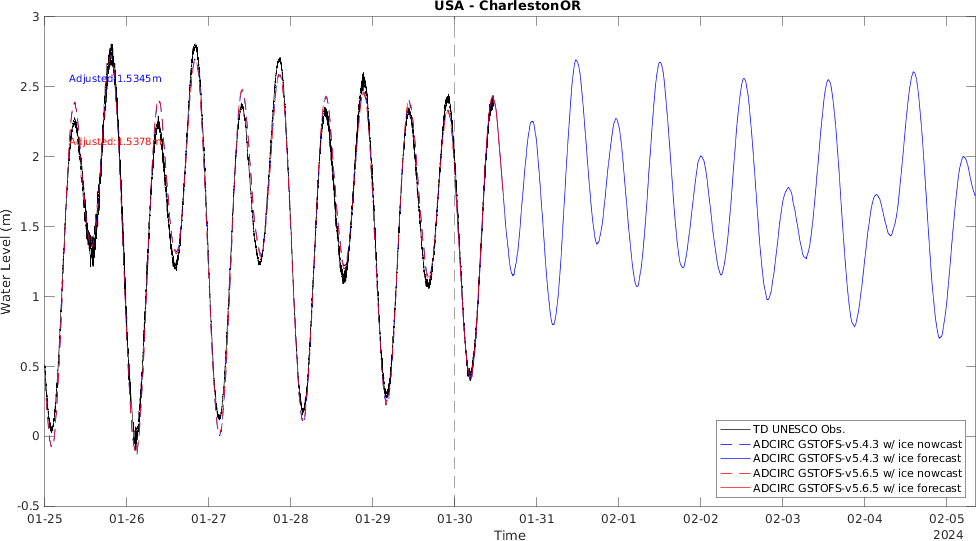 USA - CharlestonOR
3
2.5
2
1.5
1
0.5
0
-0.5
Water Level (m)
Adjusted:1.5345m
Adjusted:1.5378
TD UNESCO Obs.
ADCIRC GSTOFS-v5.4.3 w/ ice nowcast
ADCIRC GSTOFS-v5.4.3 w/ ice forecast
ADCIRC GSTOFS-v5.6.5 w/ ice nowcast
ADCIRC GSTOFS-v5.6.5 w/ ice forecast
01-25 01-26 01-27 01-28 01-29 01-30 01-31 02-01 02-02 02-03 02-04 02-05
Time
2024